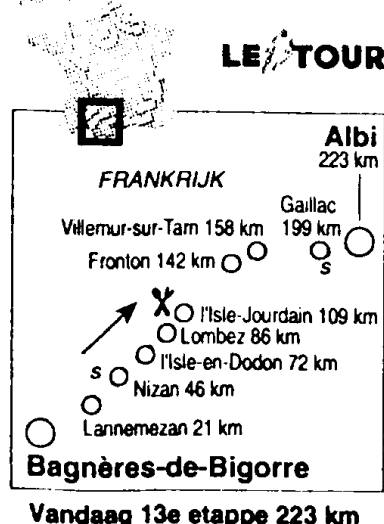 LE TOUR
Albi
223 km
FRANKRIJK
Gaillac
199 km
s
Villemur-sur-Tarn 158 km
Fronton 142 km
l'Isle-Jourdain 109 km
Lombez 86 km
l'Isle-en-Dodon 72 km
s
Nizan 46 km
Lannemezan 21 km
Bagnères-de-Bigorre
Vandaag 13e etappe 223 km